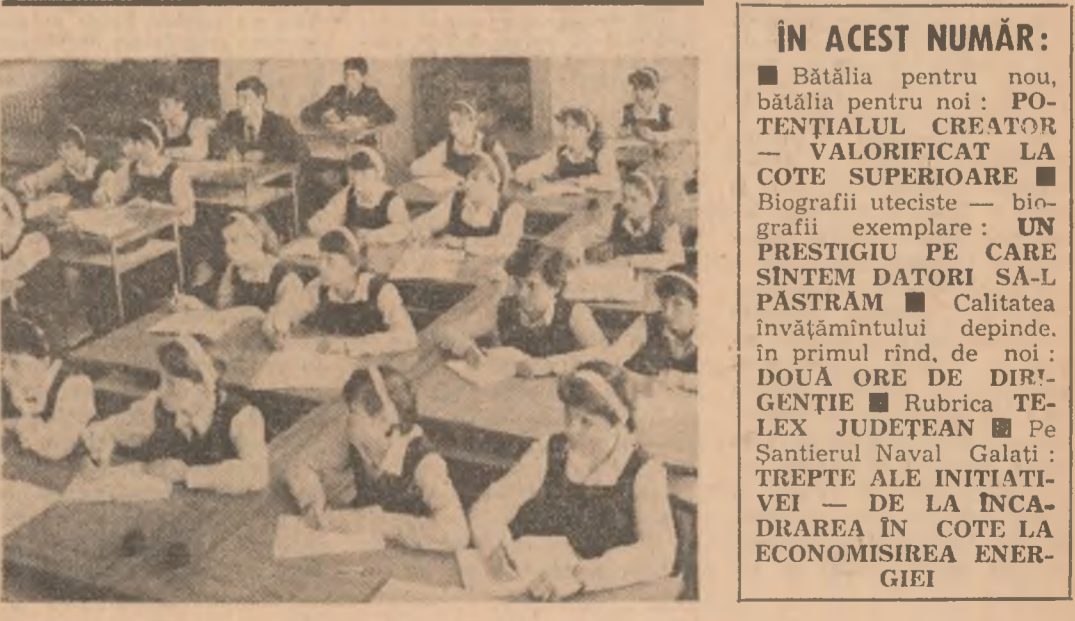 ÎN ACEST NUMĂR:
■ Bătălia pentru nou,
bătălia pentru noi : PO-
TENȚIALUL CREATOR
— VALORIFICAT LA
COTE SUPERIOARE ■
Biografii uteciste — bio-
grafii exemplare : UN
PRESTIGIU PE CARE
SÎNTEM DATORI SĂ-L
PĂSTRĂM ■ Calitatea
învățămîntului depinde,
în primul rînd, de noi :
DOUĂ ORE DE DIRI-
GENȚIE ■ Rubrica TE-
LEX JUDEȚEAN ■ Pe
Șantierul Naval Galați :
TREPTE ALE INIȚIATI-
VEI — DE LA ÎNCA-
DRAREA ÎN COTE LA
ECONOMISIREA ENER-
GIEI